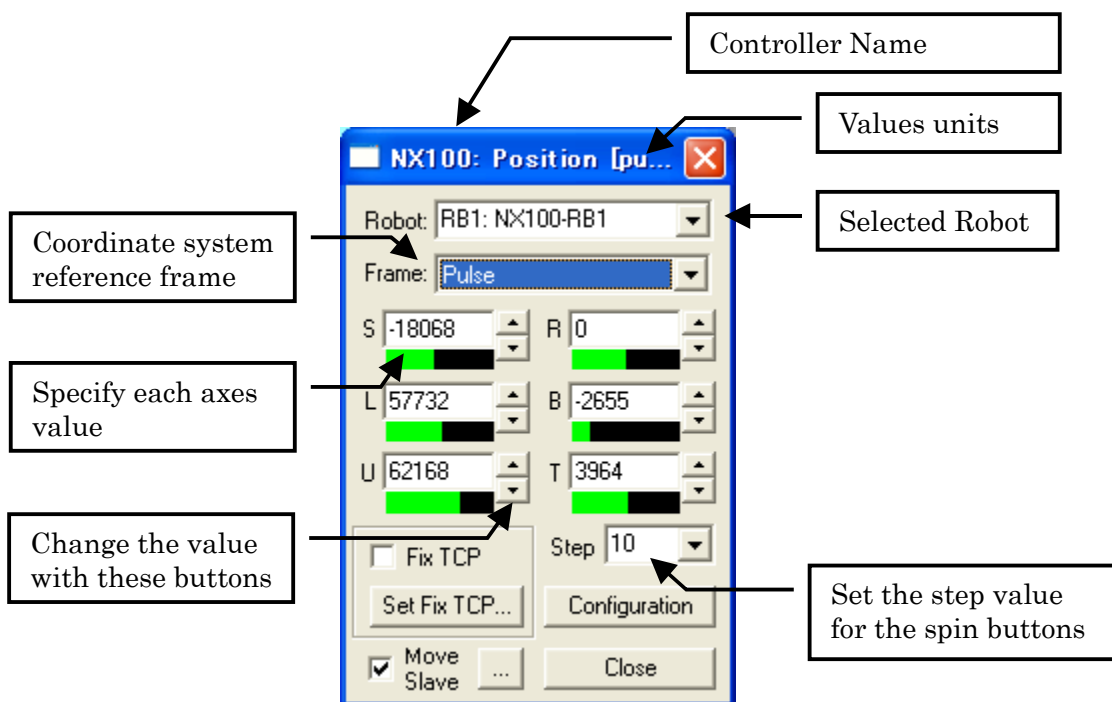 Controller Name
Values units
NX100: Position [pu...
Robot: RB1: NX100-RB1
Selected Robot
Coordinate system
reference frame
Frame: Pulse
S -18068 R 0
Specify each axes
value
L 57732 B -2655
U 62168 T 3964
Change the value
with these buttons
Fix TCP Step 10
Set Fix TCP... Configuration
Set the step value
for the spin buttons
Move
Slave ... Close